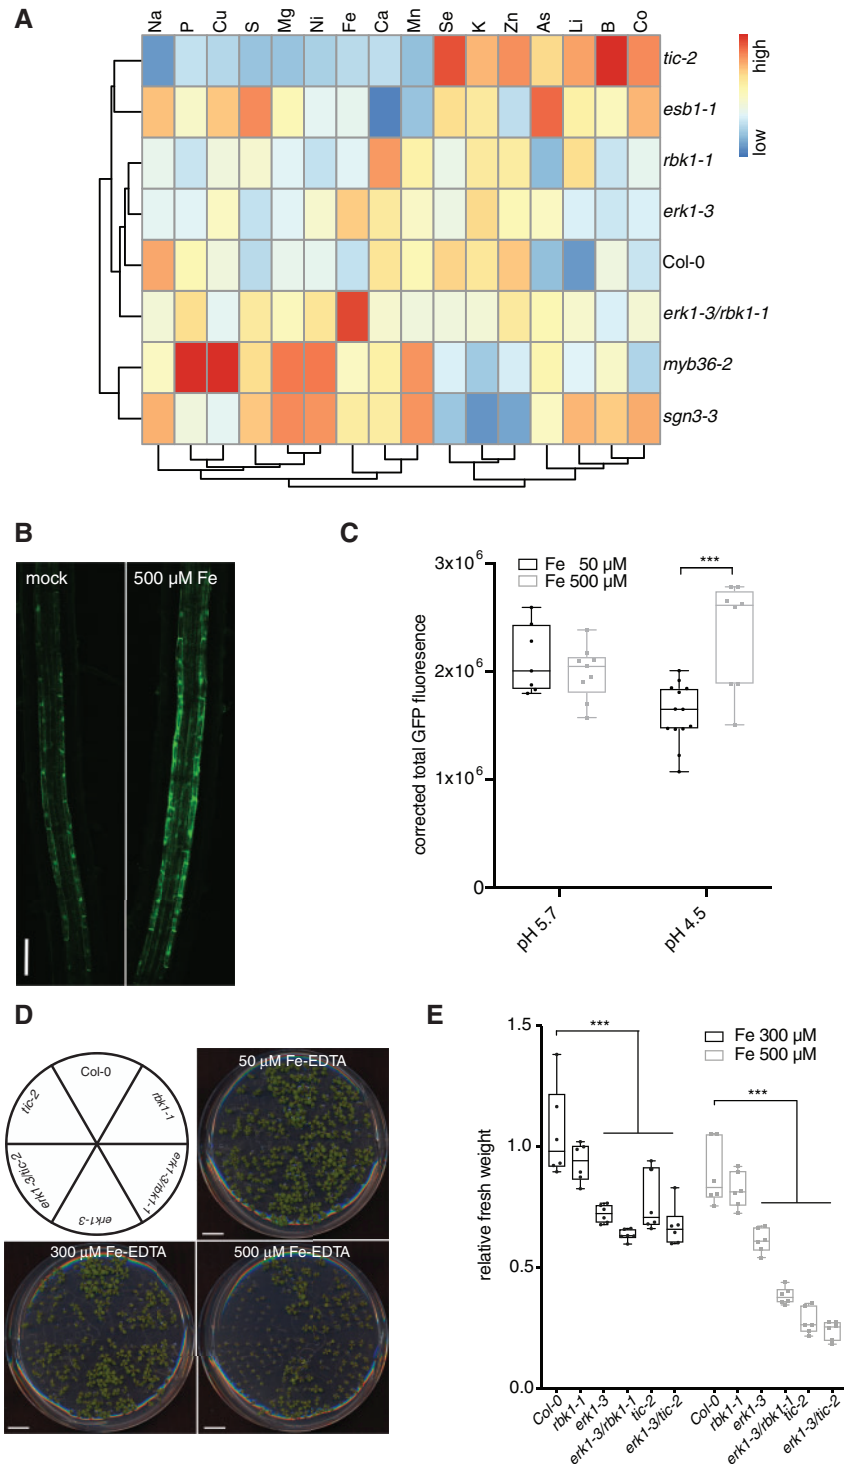 A
Na P Cu S Mg Ni Fe Ca Mn Se K Zn As Li B Co
tic-2
esb1-1
rbk1-1
erk1-3
Col-0
erk1-3/rbk1-1
myb36-2
sgn3-3
high
low
B
mock
500 µM Fe
C
Fe 50 µM
Fe 500 µM
***
corrected total GFP fluoresence
3x10⁶
2x10⁶
1x10⁶
0
pH 5.7
pH 4.5
D
Col-0
rbk1-1
erk1-3/rbk1-1
erk1-3
erk1-3/tic-2
tic-2
50 µM Fe-EDTA
300 µM Fe-EDTA
500 µM Fe-EDTA
E
Fe 300 µM
Fe 500 µM
***
***
relative fresh weight
1.5
1.0
0.5
0.0
Col-0
rbk1-1
erk1-3
erk1-3/rbk1-1
tic-2
erk1-3/tic-2
Col-0
rbk1-1
erk1-3
erk1-3/rbk1-1
tic-2
erk1-3/tic-2